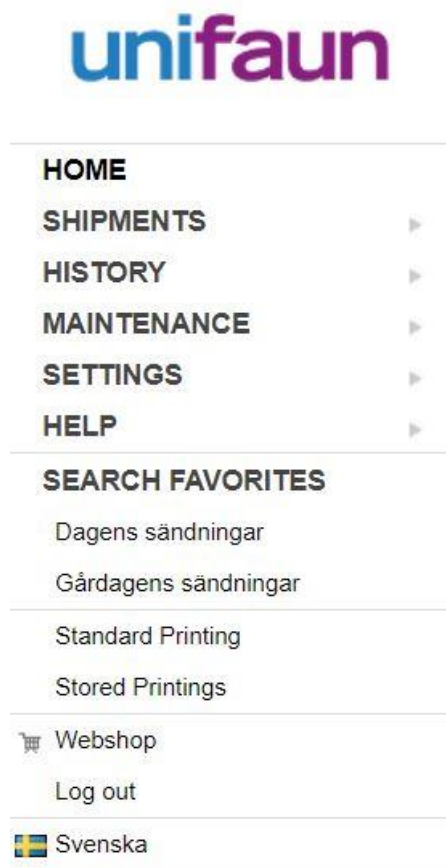 unifaun
HOME
SHIPMENTS
HISTORY
MAINTENANCE
SETTINGS
HELP
SEARCH FAVORITES
Dagens sändningar
Gårdagens sändningar
Standard Printing
Stored Printings
Webshop
Log out
Svenska